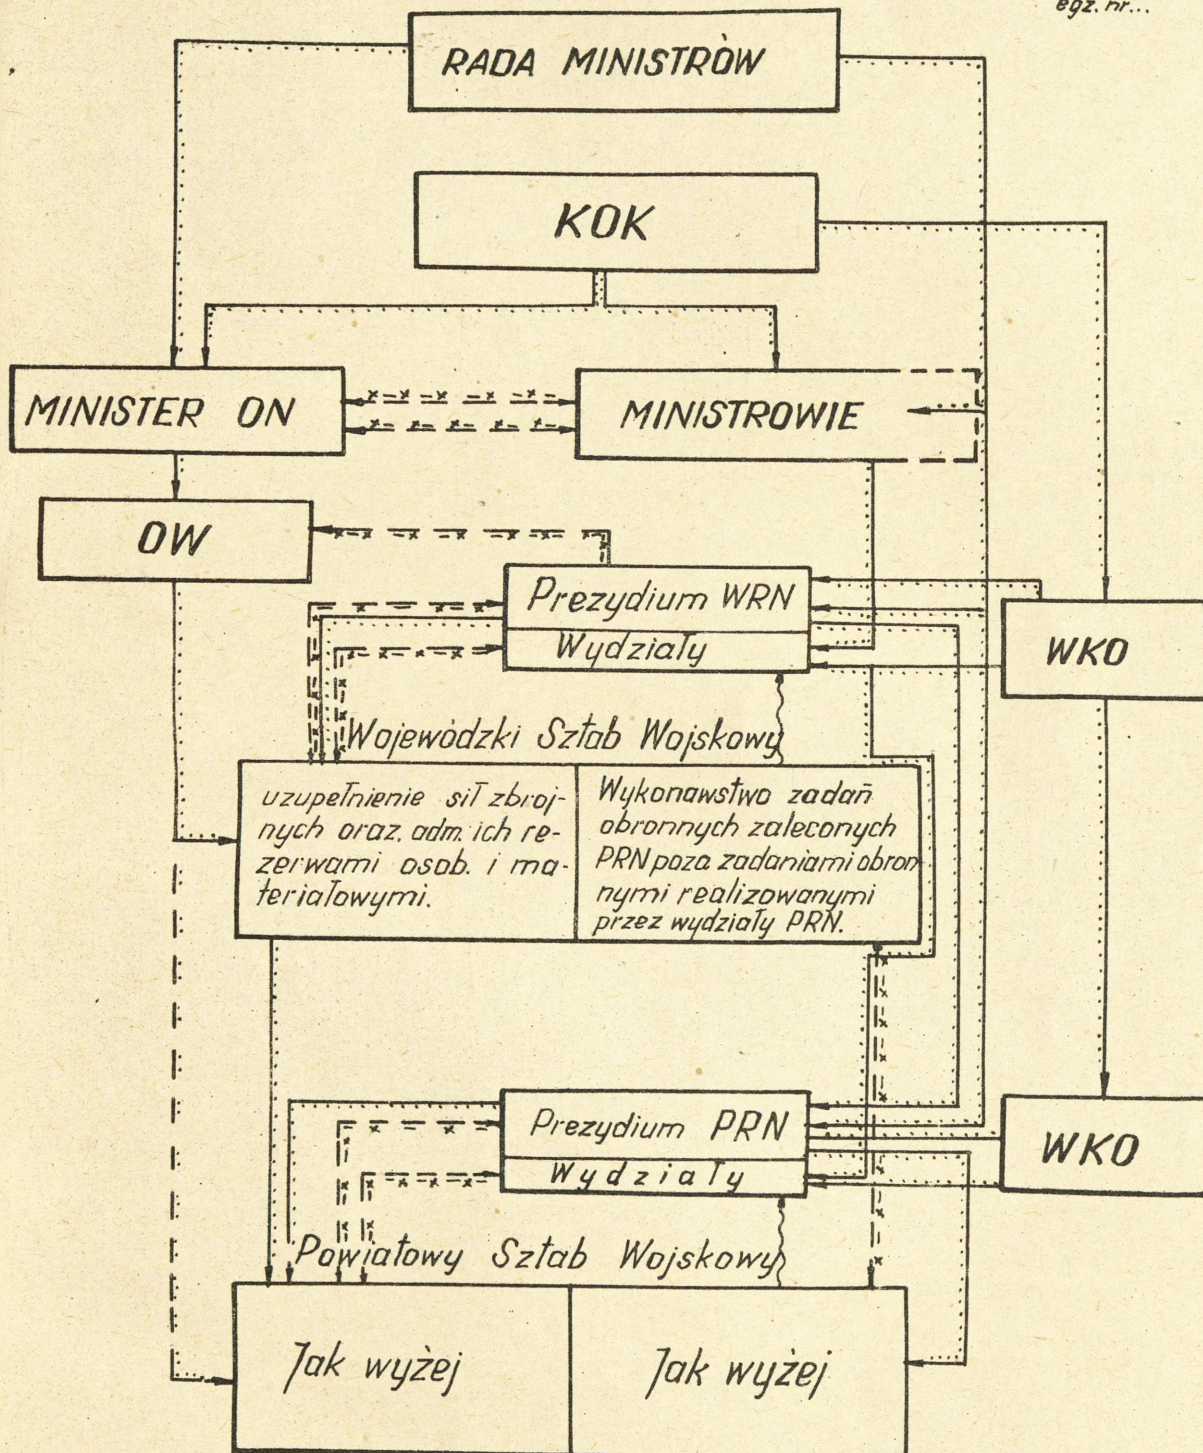 egz. nr...
RADA MINISTRÓW
KOK
MINISTER ON
MINISTROWIE
OW
Prezydium WRN
Wydziały
WKO
Wojewódzki Sztab Wojskowy
uzupełnienie sił zbroj-
nych oraz. adm. ich re-
zerwami osob. i ma-
teriałowymi.
Wykonawstwo zadań
obronnych zaleconych
PRN poza zadaniami obron
nymi realizowanymi
przez wydziały PRN.
Prezydium PRN
Wydziały
WKO
Powiatowy Sztab Wojskowy
Jak wyżej
Jak wyżej